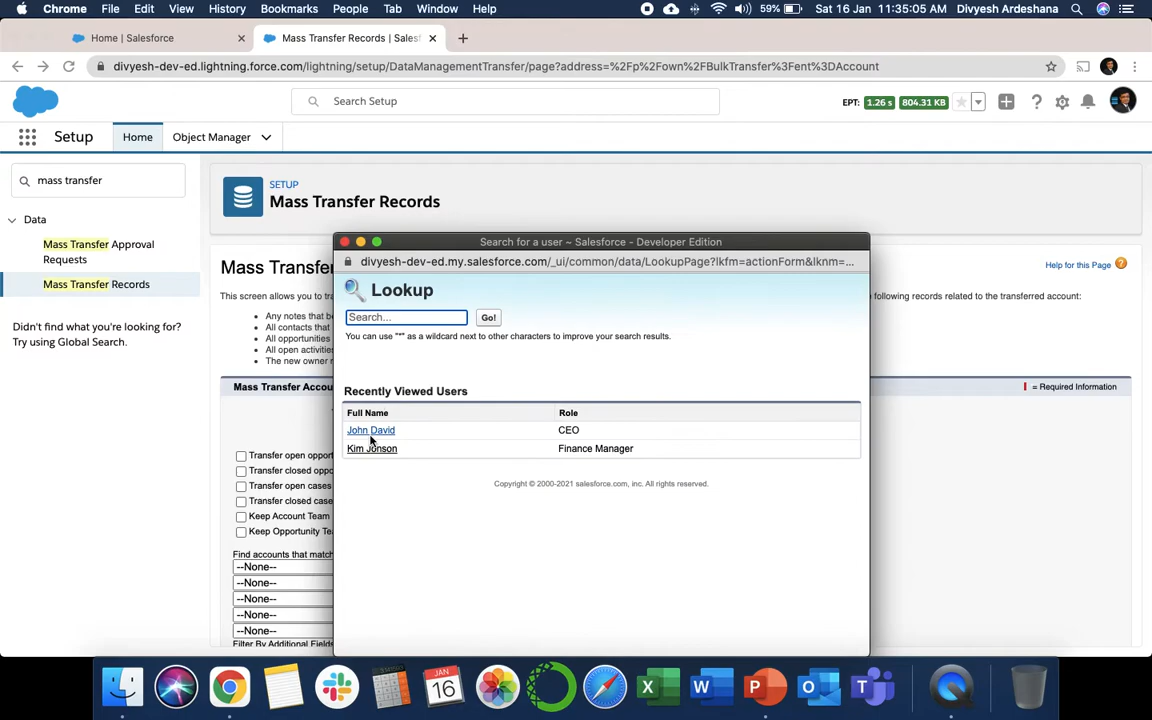 Chrome File Edit View History Bookmarks People Tab Window Help 59% Sat 16 Jan 11:35:05 AM Divyesh Ardeshana
Home | Salesforce
Mass Transfer Records | Sales
divyesh-dev-ed.lightning.force.com/lightning/setup/DataManagementTransfer/page?address=%2Fp%2Fown%2FBulkTransfer%3Fent%3DAccount
Search Setup
EPT: 1.26 s 804.31 KB
Setup Home Object Manager
mass transfer
Data
Mass Transfer Approval
Requests
Mass Transfer Records
Didn't find what you're looking for?
Try using Global Search.
SETUP
Mass Transfer Records
Mass Transfe
Help for this Page
This screen allows you to tra
following records related to the transferred account:
Any notes that be
All contacts that
All opportunities
All open activities
The new owner
Mass Transfer Accou
= Required Information
Transfer open opport
Transfer closed oppo
Transfer open cases
Transfer closed case
Keep Account Team
Keep Opportunity Te
Find accounts that matc
--None--
--None--
--None--
--None--
--None--
Filter By Additional Fields
Search for a user ~ Salesforce - Developer Edition
divyesh-dev-ed.my.salesforce.com/_ui/common/data/LookupPage?lkfm=actionForm&lknm=...
Lookup
Search...
Go!
You can use "*" as a wildcard next to other characters to improve your search results.
Recently Viewed Users
Full Name Role
John David CEO
Kim Jonson Finance Manager
Copyright © 2000-2021 salesforce.com, inc. All rights reserved.
JAN
16